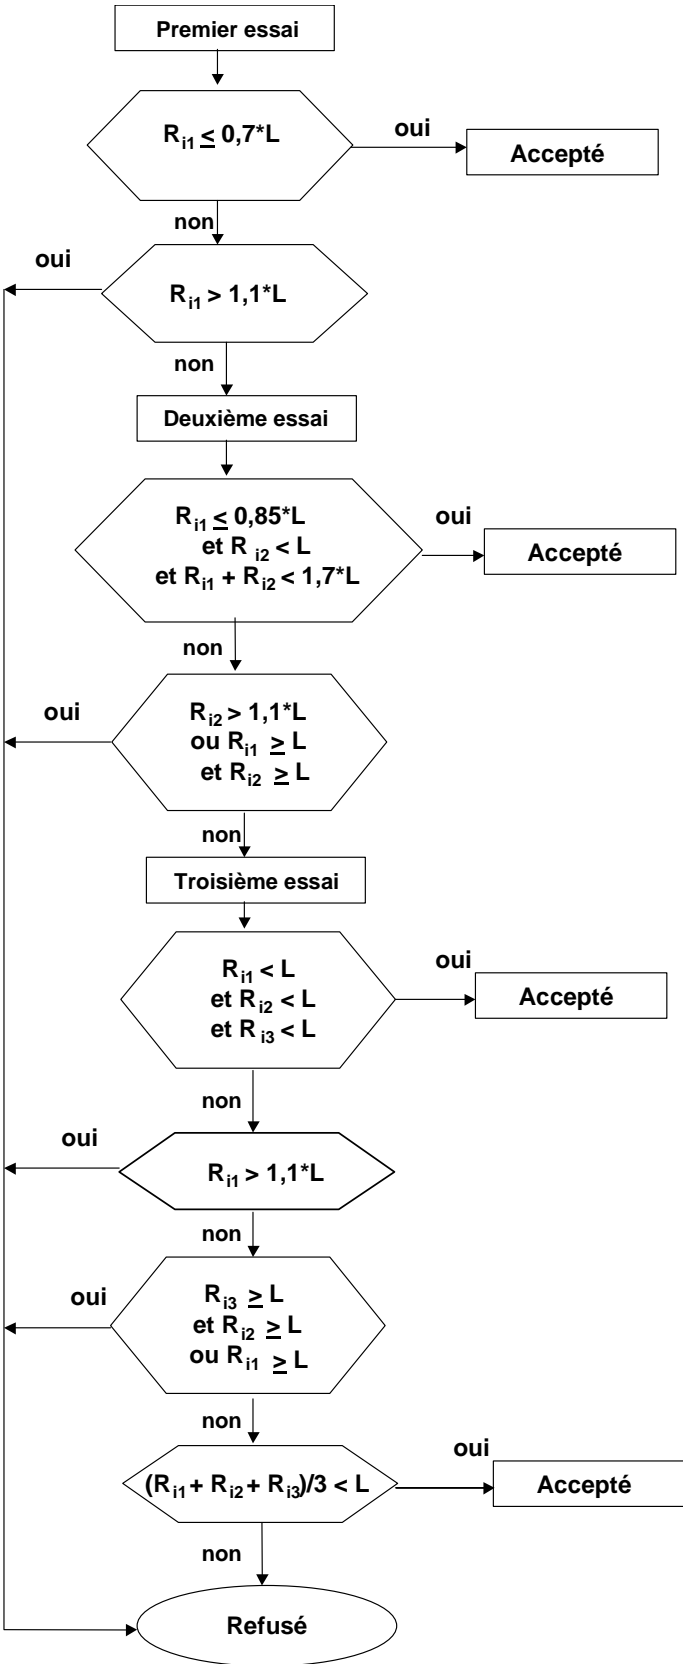 Premier essai
R i1 ≤ 0,7*L
oui
Accepté
non
oui
R i1 > 1,1*L
non
Deuxième essai
R i1 ≤ 0,85*L
et R i2 < L
et R i1 + R i2 < 1,7*L
oui
Accepté
non
oui
R i2 > 1,1*L
ou R i1 ≥ L
et R i2 ≥ L
non
Troisième essai
R i1 < L
et R i2 < L
et R i3 < L
oui
Accepté
non
oui
R i1 > 1,1*L
non
oui
R i3 ≥ L
et R i2 ≥ L
ou R i1 ≥ L
non
(R i1 + R i2 + R i3)/3 < L
oui
Accepté
non
Refusé